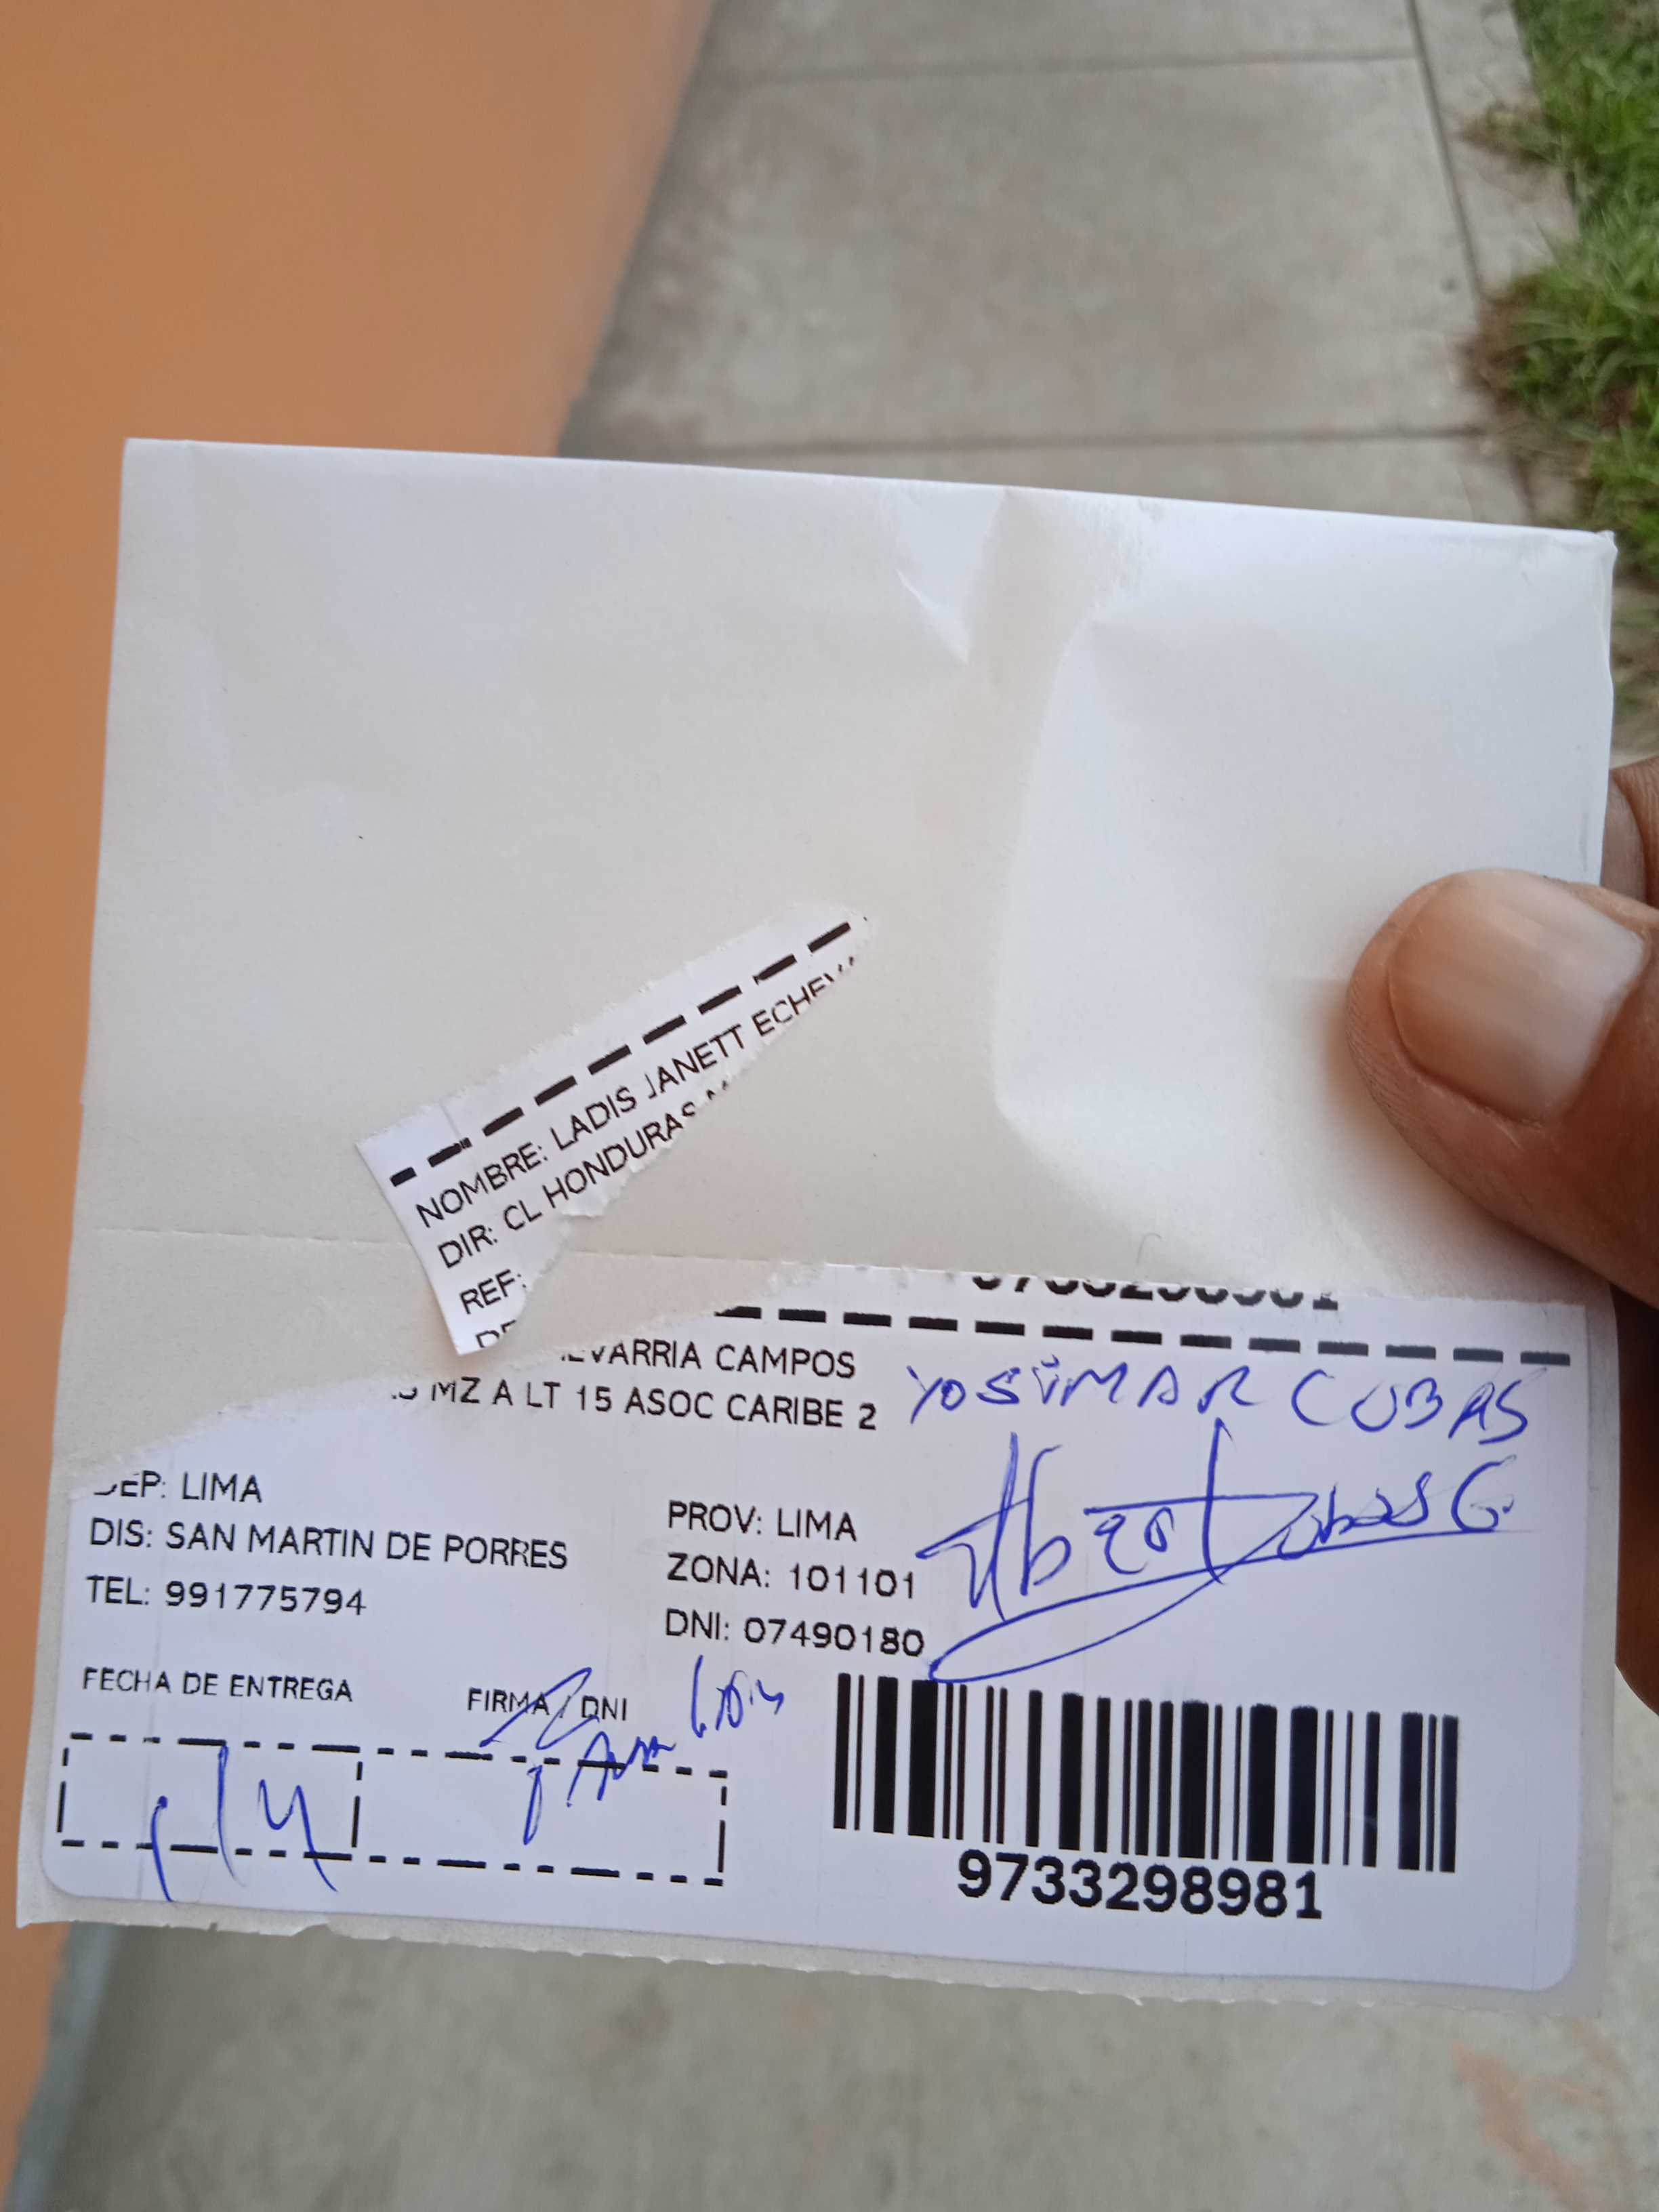 NOMBRE: LADIS JANETT ECHEV
DIR: CL HONDURAS
REF:
EVARRIA CAMPOS
MZ A LT 15 ASOC CARIBE 2
YOSIMAR CUBAS
DEP: LIMA
PROV: LIMA
DIS: SAN MARTIN DE PORRES
ZONA: 101101
TEL: 991775794
DNI: 07490180
FECHA DE ENTREGA
FIRMA / DNI
9733298981